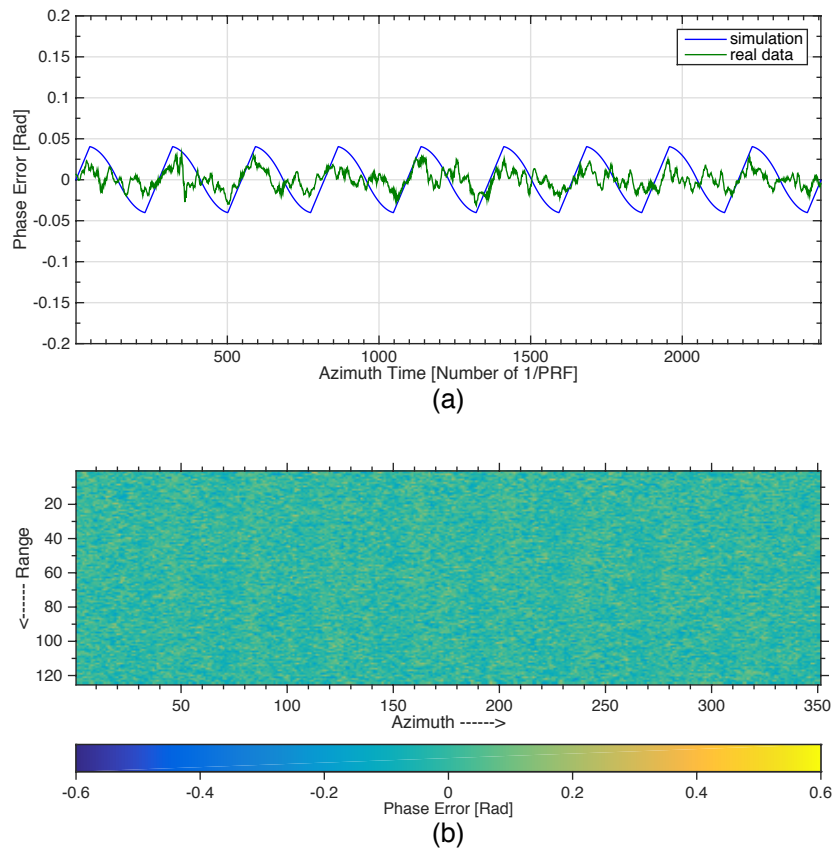 0.2
0.15
0.1
0.05
0
-0.05
-0.1
-0.15
-0.2
Phase Error [Rad]
simulation
real data
500 1000 1500 2000
Azimuth Time [Number of 1/PRF]
(a)
20
40
60
80
100
120
<------ Range
50 100 150 200 250 300 350
Azimuth ------>
-0.6 -0.4 -0.2 0 0.2 0.4 0.6
Phase Error [Rad]
(b)